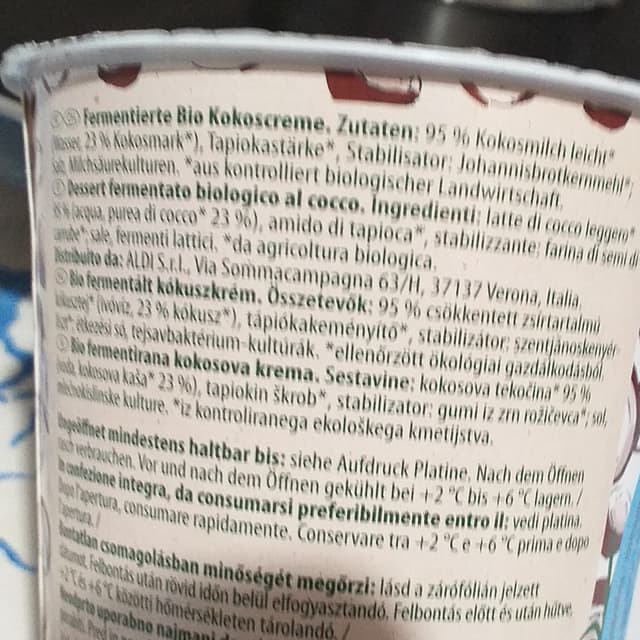 Fermentierte Bio Kokoscreme. Zutaten: 95 % Kokosmilch leicht*
(Wasser, 23 % Kokosmark*), Tapiokastärke*, Stabilisator: Johannisbrotkernmehl*;
Milchsäurekulturen. *aus kontrolliert biologischer Landwirtschaft.
Dessert fermentato biologico al cocco. Ingredienti: latte di cocco leggero*
(acqua, purea di cocco* 23 %), amido di tapioca*, stabilizzante: farina di semi di
carrube*; sale, fermenti lattici. *da agricoltura biologica.
Distribuito da: ALDI S.r.l., Via Sommacampagna 63/H, 37137 Verona, Italia.
Bio fermentált kókuszkrém. Összetevők: 95 % csökkentett zsírtartalmú
(ivóvíz, 23 % kókusz*), tápiókakeményítő*, stabilizátor: szentjánoskenyér-
étkezési só, tejsavbaktérium-kultúrák. *ellenőrzött ökológiai gazdálkodásból.
Bio fermentirana kokosova krema. Sestavine: kokosova tekočina* 95 %
(voda, kokosova kaša* 23 %), tapiokin škrob*, stabilizator: gumi iz zrn rožičevca*; sol,
mlečnokislinske kulture. *iz kontroliranega ekološkega kmetijstva.
Ungeöffnet mindestens haltbar bis: siehe Aufdruck Platine. Nach dem Öffnen
rasch verbrauchen. Vor und nach dem Öffnen gekühlt bei +2 °C bis +6 °C lagern. /
In confezione integra, da consumarsi preferibilmente entro il: vedi platina.
Dopo l'apertura, consumare rapidamente. Conservare tra +2 °C e +6 °C prima e dopo
l'apertura. /
Bontatlan csomagolásban minőségét megőrzi: lásd a zárófólián jelzett
dátumot. Felbontás után rövid időn belül elfogyasztandó. Felbontás előtt és után hűtve,
+2 °C és +6 °C közötti hőmérsékleten tárolandó. /
uporabno najmanj